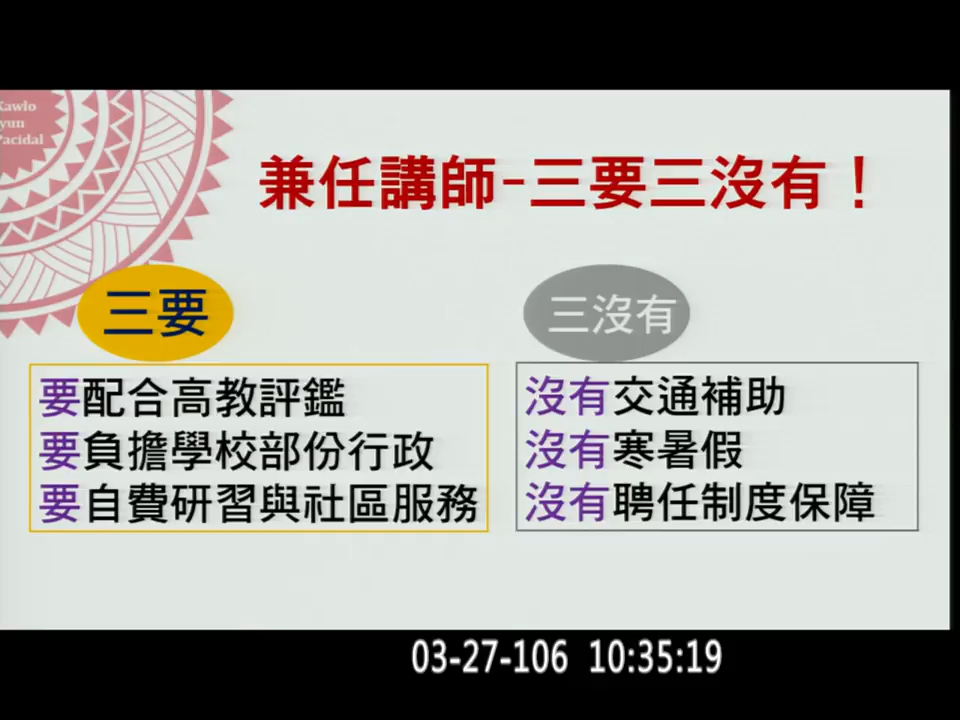 Kawlo
yun
Pacidal
兼任講師-三要三沒有！
三要
要配合高教評鑑
要負擔學校部份行政
要自費研習與社區服務
三沒有
沒有交通補助
沒有寒暑假
沒有聘任制度保障
03-27-106 10:35:19